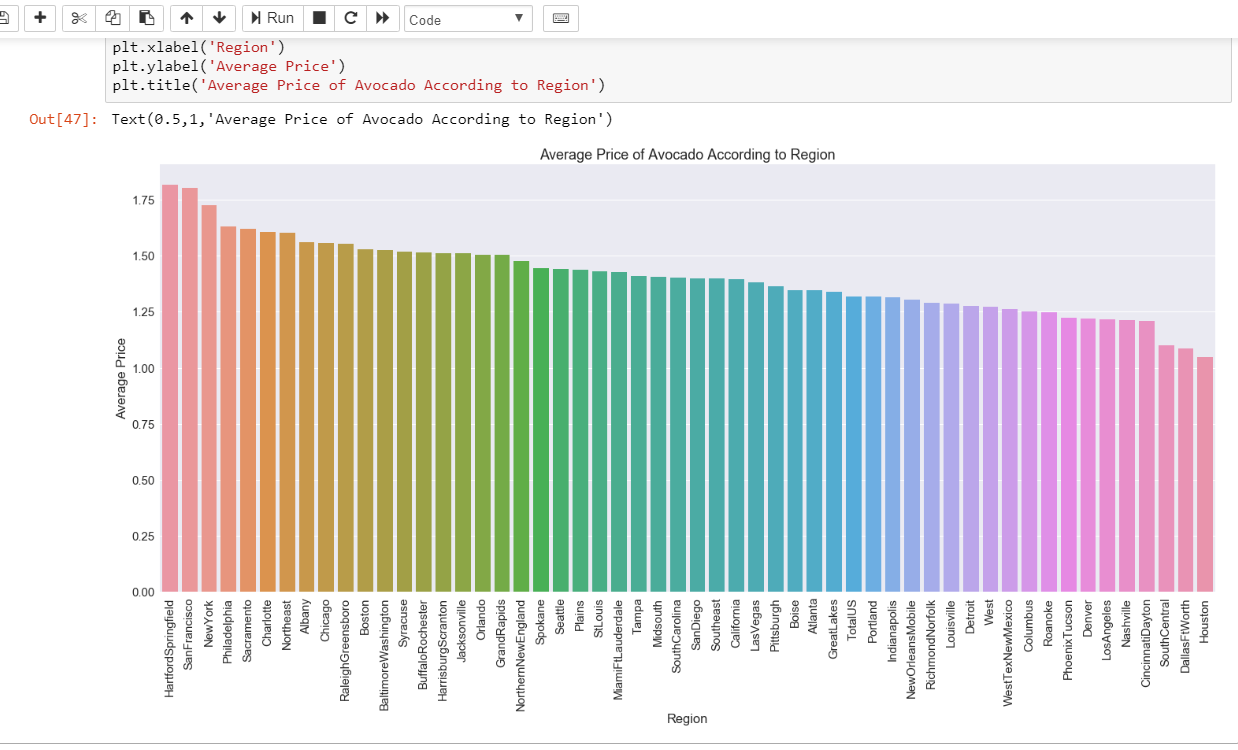 Run
Code
plt.xlabel('Region')
plt.ylabel('Average Price')
plt.title('Average Price of Avocado According to Region')
Out[47]: Text(0.5,1,'Average Price of Avocado According to Region')
Average Price of Avocado According to Region
1.75
1.50
1.25
1.00
0.75
0.50
0.25
0.00
Average Price
HartfordSpringfield
SanFrancisco
NewYork
Philadelphia
Sacramento
Charlotte
Northeast
Albany
Chicago
RaleighGreensboro
Boston
BaltimoreWashington
Syracuse
BuffaloRochester
HarrisburgScranton
Jacksonville
Orlando
GrandRapids
NorthernNewEngland
Spokane
Seattle
Plains
StLouis
MiamiFtLauderdale
Tampa
Midsouth
SouthCarolina
SanDiego
Southeast
California
LasVegas
Pittsburgh
Boise
Atlanta
GreatLakes
TotalUS
Portland
Indianapolis
NewOrleansMobile
RichmondNorfolk
Louisville
Detroit
West
WestTexNewMexico
Columbus
Roanoke
PhoenixTucson
Denver
LosAngeles
Nashville
CincinnatiDayton
SouthCentral
DallasFtWorth
Houston
Region